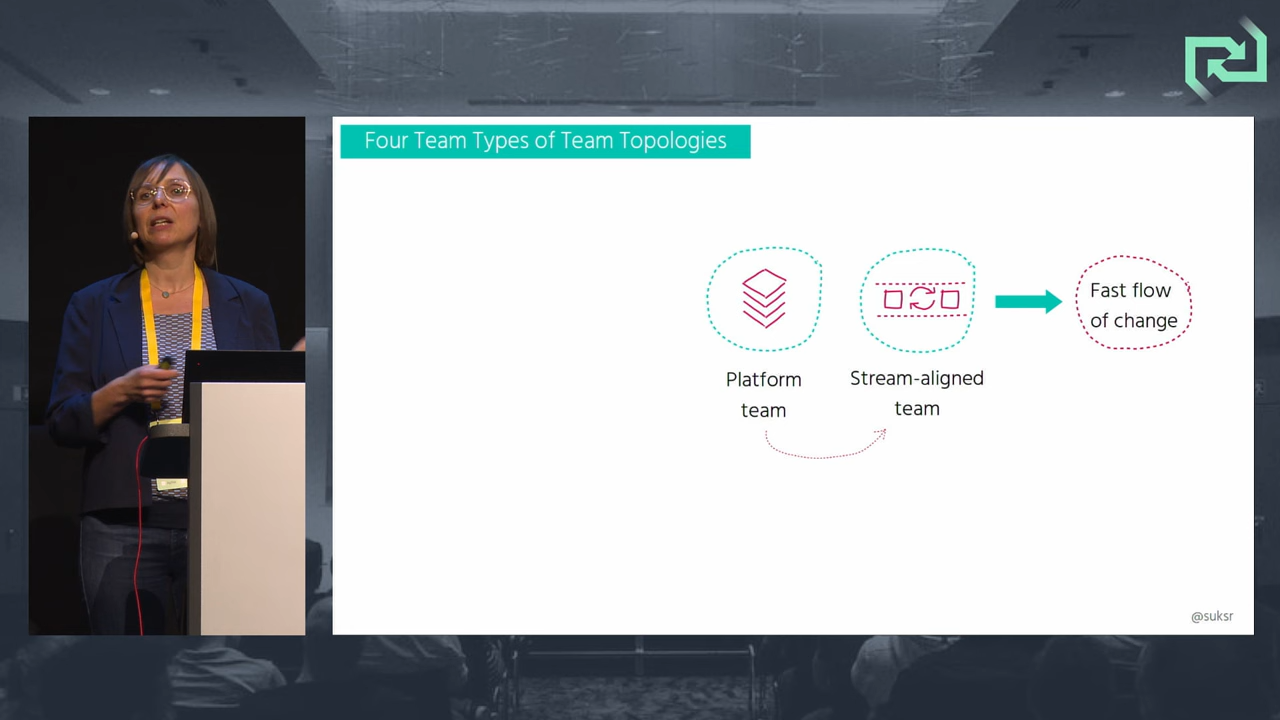 Four Team Types of Team Topologies
Fast flow
of change
Platform
team
Stream-aligned
team
@suksr